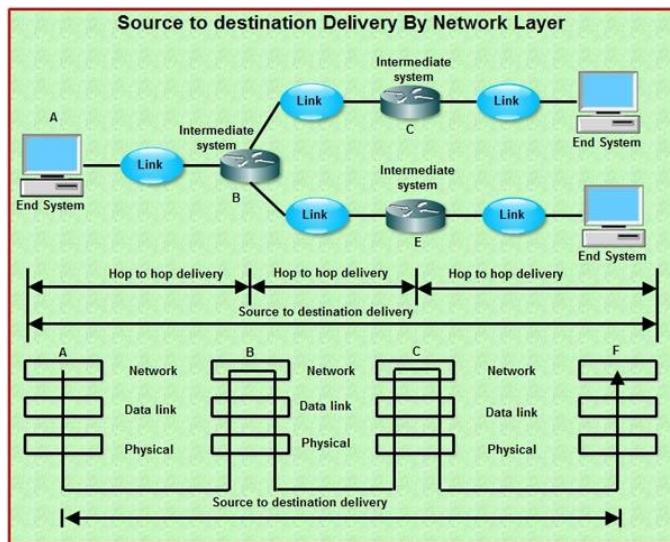 Source to destination Delivery By Network Layer
Intermediate
system
Link
C
Link
End System
A
Link
Intermediate
system
B
End System
Intermediate
system
Link
E
Link
End System
Hop to hop delivery
Hop to hop delivery
Hop to hop delivery
Source to destination delivery
A B C F
Network Network Network
Data link Data link Data link
Physical Physical Physical
Source to destination delivery